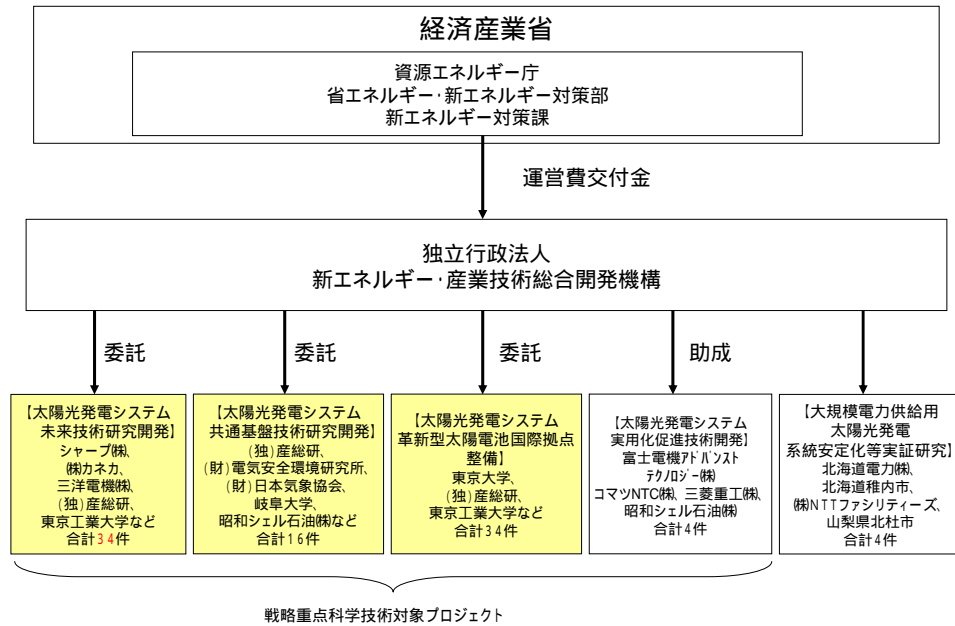 経済産業省
資源エネルギー庁
省エネルギー・新エネルギー対策部
新エネルギー対策課
運営費交付金
独立行政法人
新エネルギー・産業技術総合開発機構
委託
委託
委託
助成
【太陽光発電システム
未来技術研究開発】
シャープ㈱、
㈱カネカ、
三洋電機㈱、
(独)産総研、
東京工業大学など
合計34件
【太陽光発電システム
共通基盤技術研究開発】
(独)産総研、
(財)電気安全環境研究所、
(財)日本気象協会、
岐阜大学、
昭和シェル石油㈱など
合計16件
【太陽光発電システム
革新型太陽電池国際拠点
整備】
東京大学、
(独)産総研、
東京工業大学など
合計34件
【太陽光発電システム
実用化促進技術開発】
富士電機アドバンスト
テクノロジー㈱
コマツNTC㈱、三菱重工㈱、
昭和シェル石油㈱
合計4件
【大規模電力供給用
太陽光発電
系統安定化等実証研究】
北海道電力㈱、
北海道稚内市、
㈱NTTファシリティーズ、
山梨県北杜市
合計4件
戦略重点科学技術対象プロジェクト